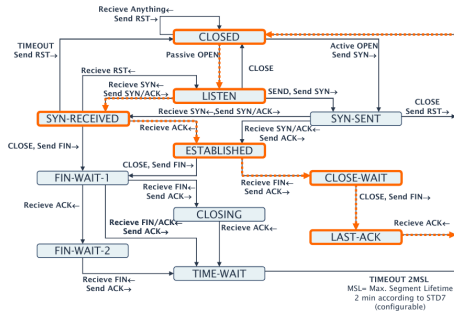 Recieve Anything←
Send RST→
CLOSED
TIMEOUT
Send RST→
Passive OPEN
Active OPEN
Send SYN→
CLOSE
Recieve RST←
Recieve SYN←
Send SYN/ACK→
LISTEN
SEND, Send SYN→
SYN-RECEIVED
Recieve SYN←,Send SYN/ACK→
SYN-SENT
CLOSE
Send RST→
Recieve ACK←
Recieve SYN/ACK←
Send ACK→
CLOSE, Send FIN→
ESTABLISHED
CLOSE, Send FIN→
Recieve FIN←
Send ACK→
FIN-WAIT-1
CLOSE-WAIT
Recieve FIN←
Send ACK→
CLOSE, Send FIN→
Recieve ACK←
CLOSING
Recieve FIN/ACK←
Send ACK→
Recieve ACK←
LAST-ACK
Recieve ACK←
FIN-WAIT-2
Recieve FIN←
Send ACK→
TIME-WAIT
TIMEOUT 2MSL
MSL= Max. Segment Lifetime
2 min according to STD7
(configurable)